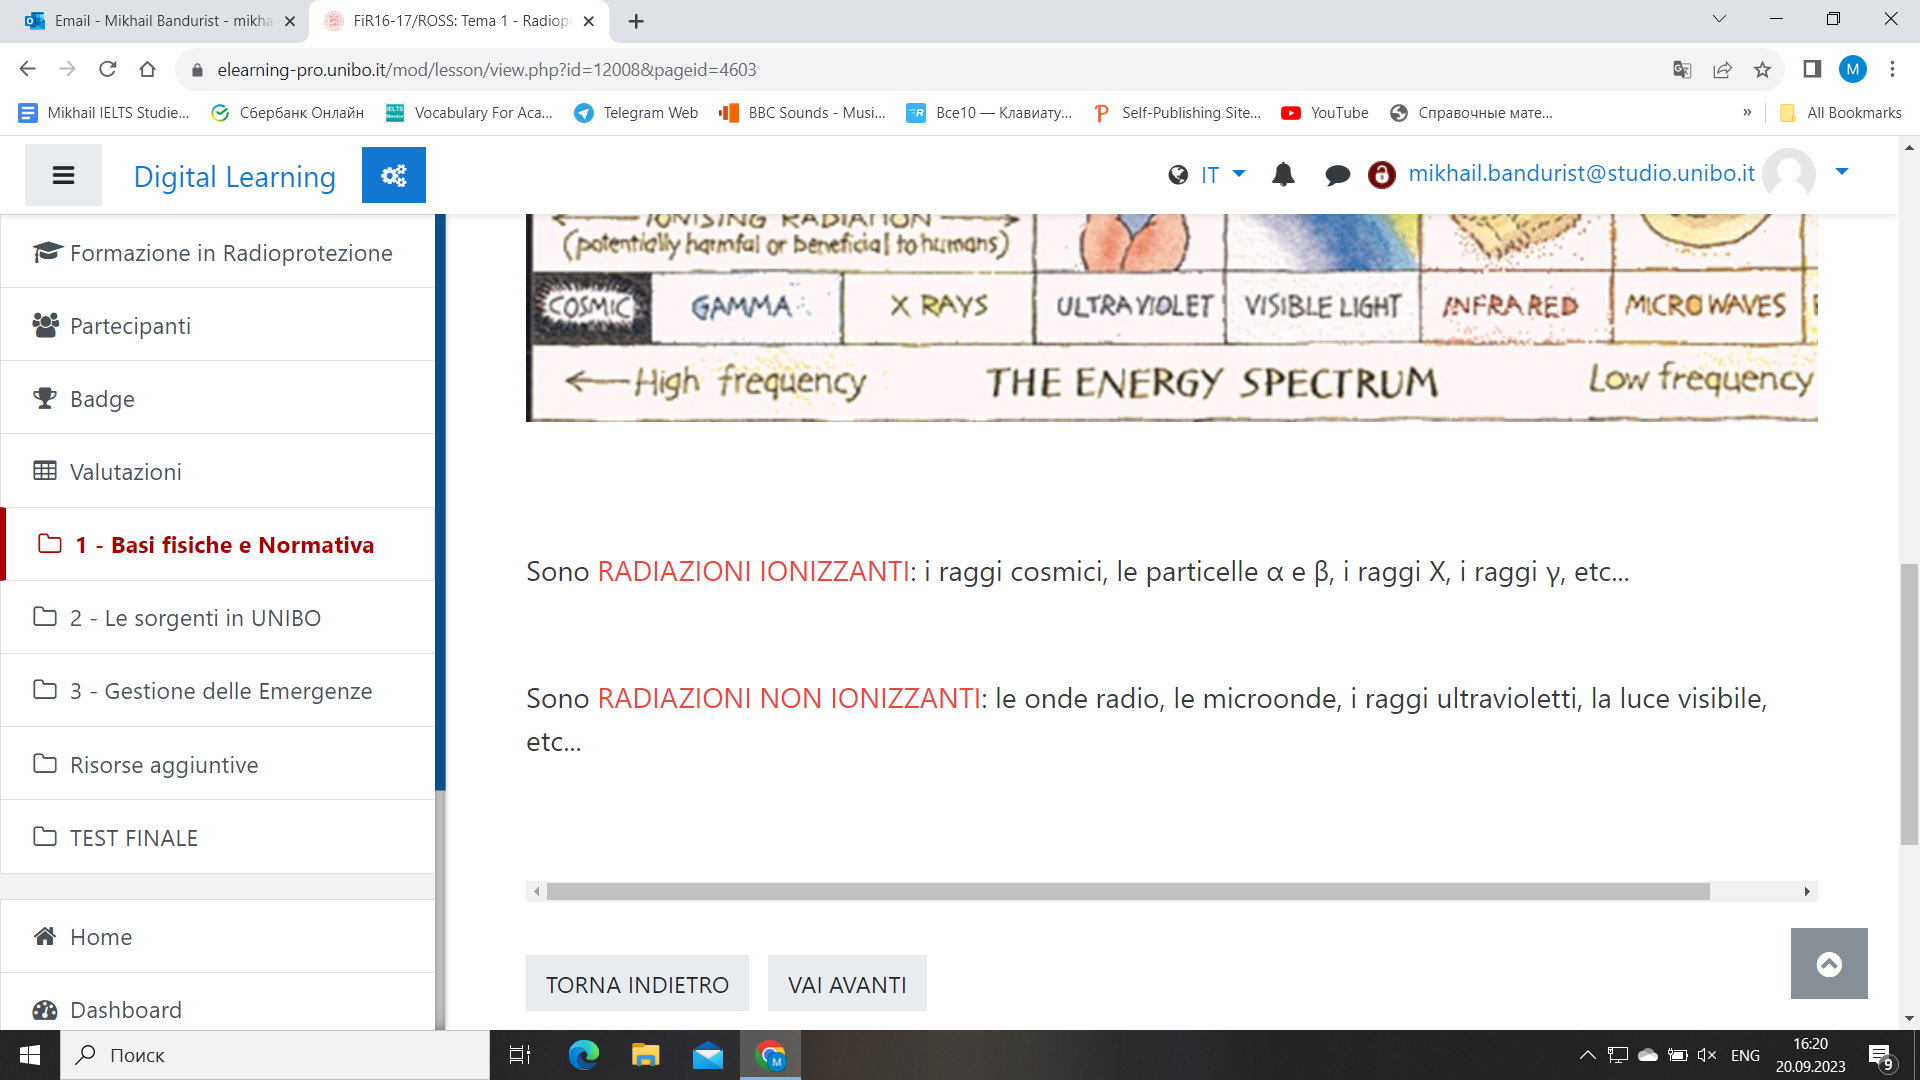 Email - Mikhail Bandurist - mikha
FiR16-17/ROSS: Tema 1 - Radiop
elearning-pro.unibo.it/mod/lesson/view.php?id=12008&pageid=4603
M
Mikhail IELTS Studie...
Сбербанк Онлайн
Vocabulary For Aca...
Telegram Web
BBC Sounds - Musi...
Все10 — Клавиату...
Self-Publishing Site...
YouTube
Справочные мате...
»
All Bookmarks
Digital Learning
IT
mikhail.bandurist@studio.unibo.it
Formazione in Radioprotezione
Partecipanti
Badge
Valutazioni
1 - Basi fisiche e Normativa
2 - Le sorgenti in UNIBO
3 - Gestione delle Emergenze
Risorse aggiuntive
TEST FINALE
Home
Dashboard
IONISING RADIATION
(potentially harmful or beneficial to humans)
COSMIC GAMMA X RAYS ULTRAVIOLET VISIBLE LIGHT INFRARED MICROWAVES
High frequency THE ENERGY SPECTRUM Low frequency
Sono RADIAZIONI IONIZZANTI: i raggi cosmici, le particelle α e β, i raggi X, i raggi γ, etc...
Sono RADIAZIONI NON IONIZZANTI: le onde radio, le microonde, i raggi ultravioletti, la luce visibile,
etc...
TORNA INDIETRO
VAI AVANTI
Поиск
M
ENG
16:20
20.09.2023
9